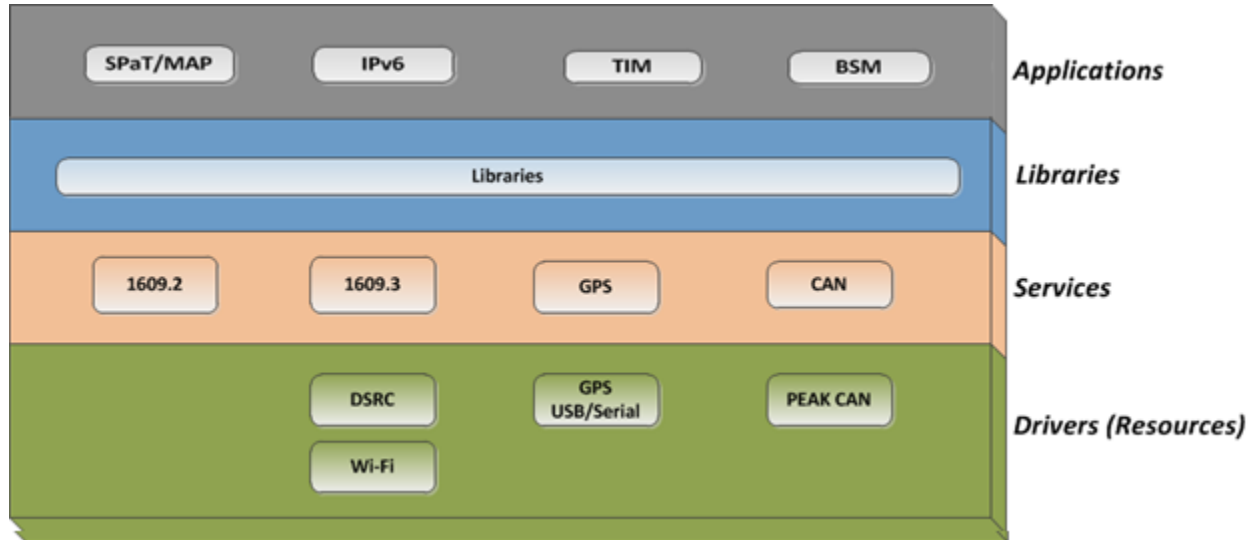 SPaT/MAP
IPv6
TIM
BSM
Applications
Libraries
Libraries
1609.2
1609.3
GPS
CAN
Services
DSRC
GPS
USB/Serial
PEAK CAN
Wi-Fi
Drivers (Resources)